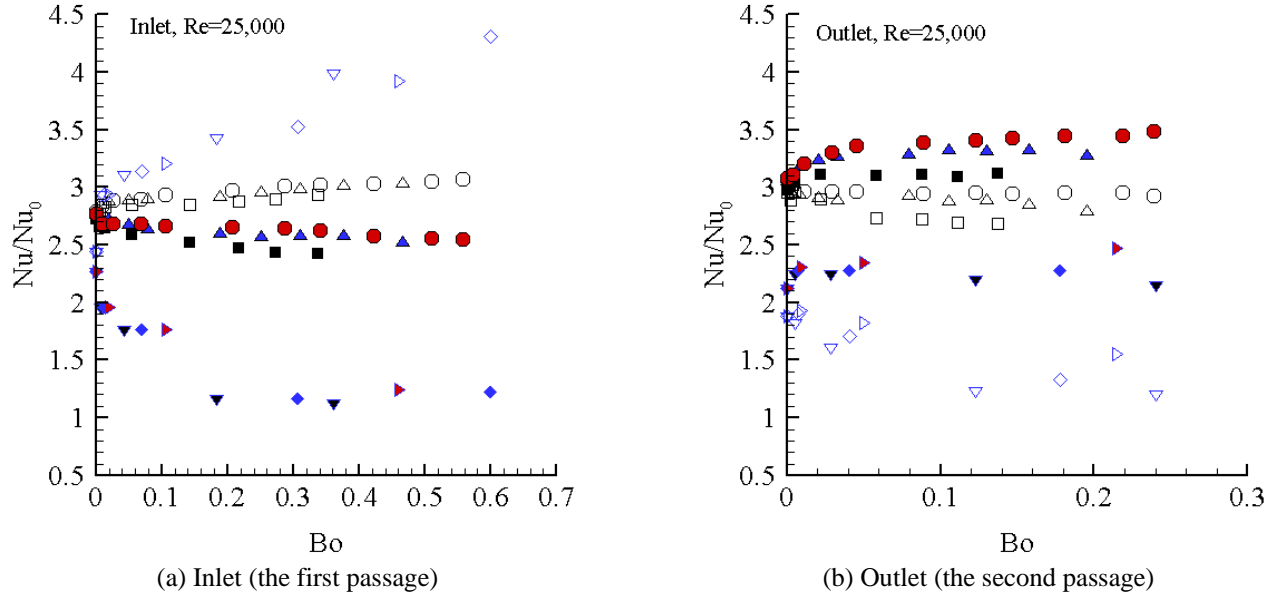 4.5
4
3.5
3
2.5
2
1.5
1
0.5
Nu/Nu₀
Inlet, Re=25,000
0 0.1 0.2 0.3 0.4 0.5 0.6 0.7
Bo
(a) Inlet (the first passage)
4.5
4
3.5
3
2.5
2
1.5
1
0.5
Nu/Nu₀
Outlet, Re=25,000
0 0.1 0.2 0.3
Bo
(b) Outlet (the second passage)